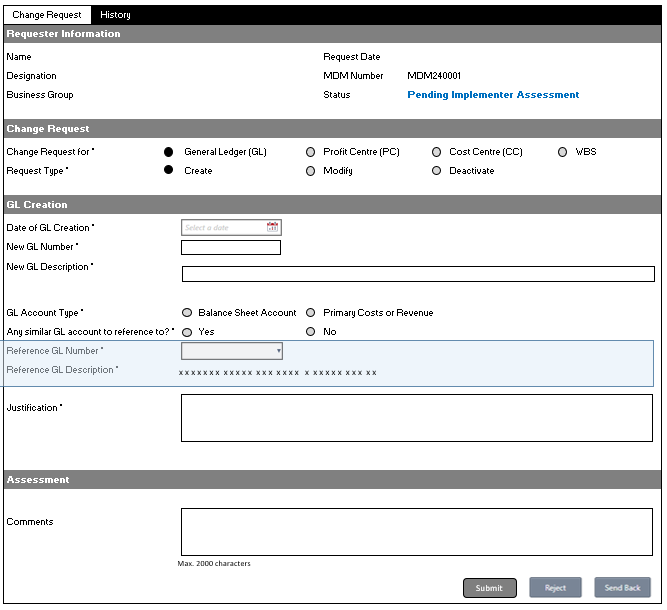 Change Request History
Requester Information
Name Request Date
Designation MDM Number MDM240001
Business Group Status Pending Implementer Assessment
Change Request
Change Request for * General Ledger (GL) Profit Centre (PC) Cost Centre (CC) WBS
Request Type * Create Modify Deactivate
GL Creation
Date of GL Creation * Select a date
New GL Number *
New GL Description *
GL Account Type * Balance Sheet Account Primary Costs or Revenue
Any similar GL account to reference to? * Yes No
Reference GL Number *
Reference GL Description * xxxxxxx xxxxx xxx xxxx x xxxxx xxx xx
Justification *
Assessment
Comments
Max. 2000 characters
Submit Reject Send Back